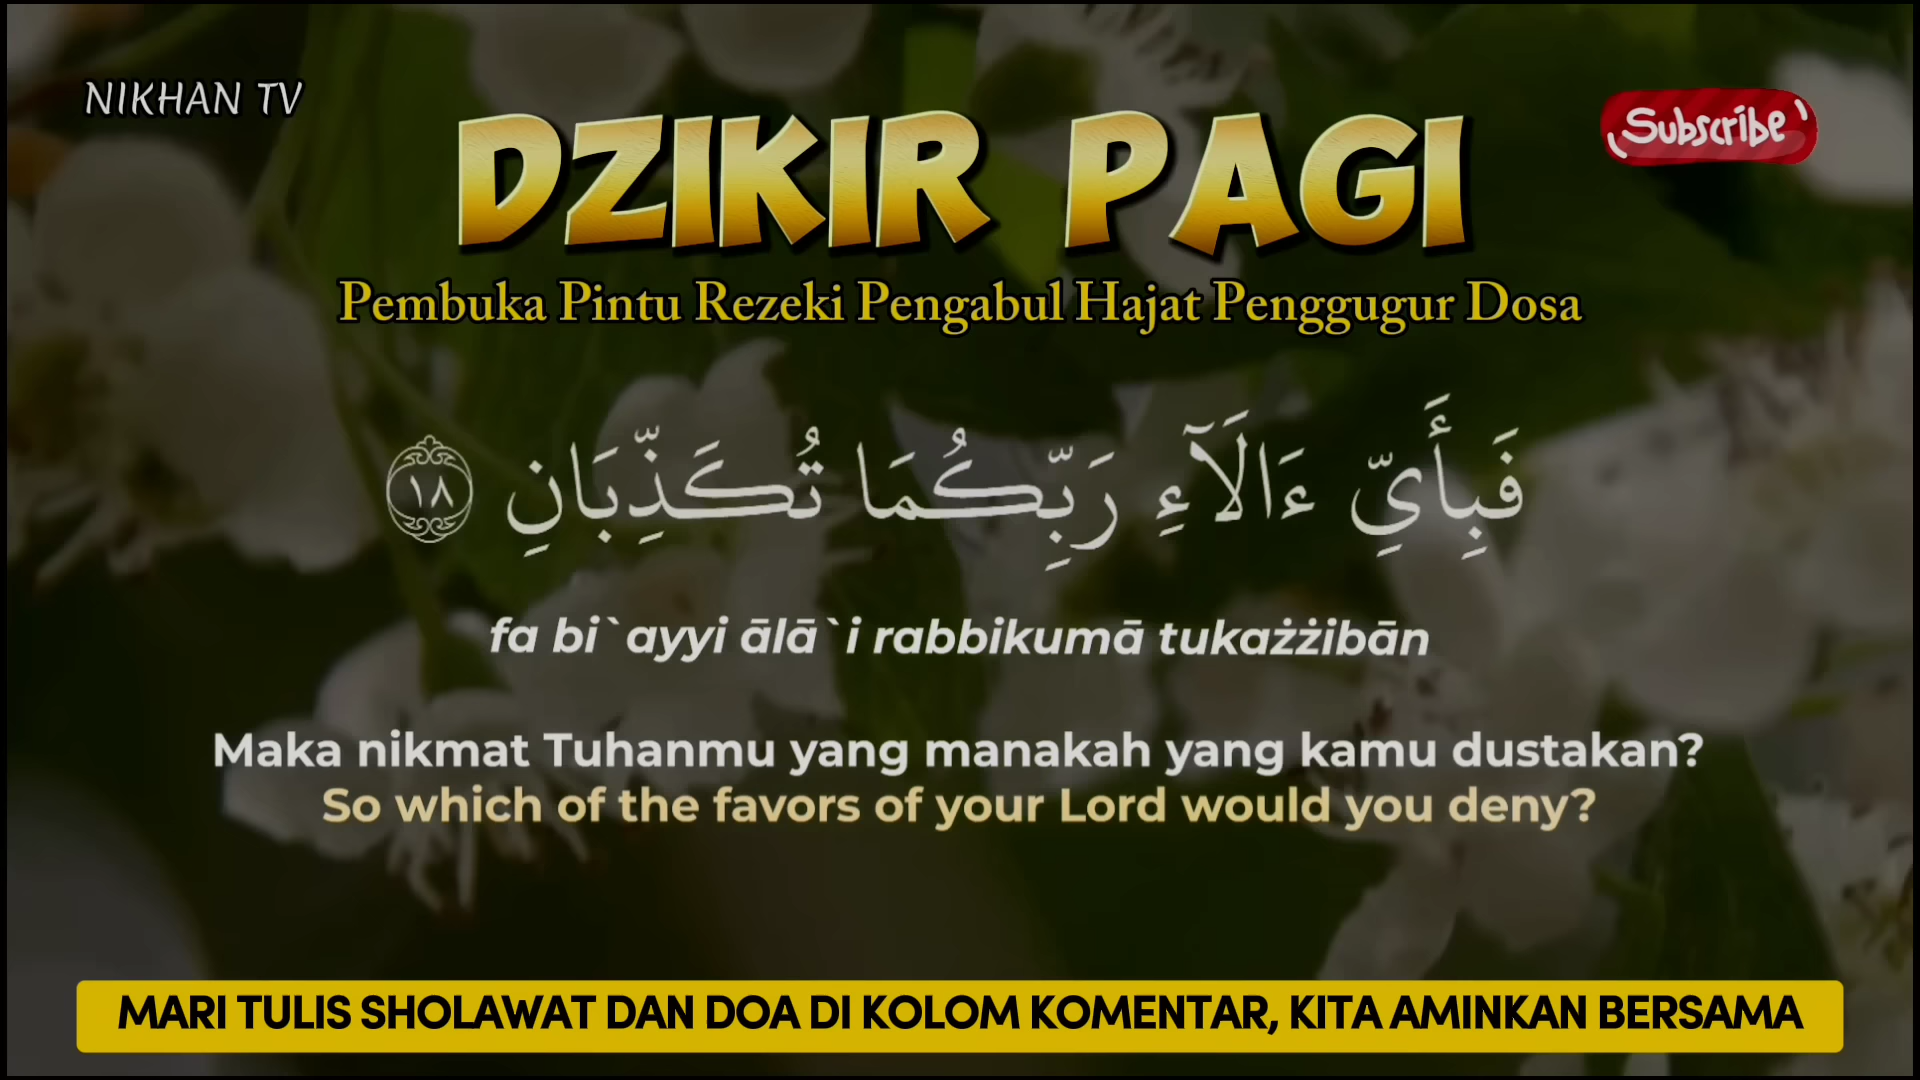 NIKHAN TV
Subscribe
DZIKIR PAGI
Pembuka Pintu Rezeki Pengabul Hajat Penggugur Dosa
فَبِأَيِّ ءَالَآءِ رَبِّكُمَا تُكَذِّبَانِ ١٨
fa bi`ayyi ālā`i rabbikumā tukażżibān
Maka nikmat Tuhanmu yang manakah yang kamu dustakan?
So which of the favors of your Lord would you deny?
MARI TULIS SHOLAWAT DAN DOA DI KOLOM KOMENTAR, KITA AMINKAN BERSAMA